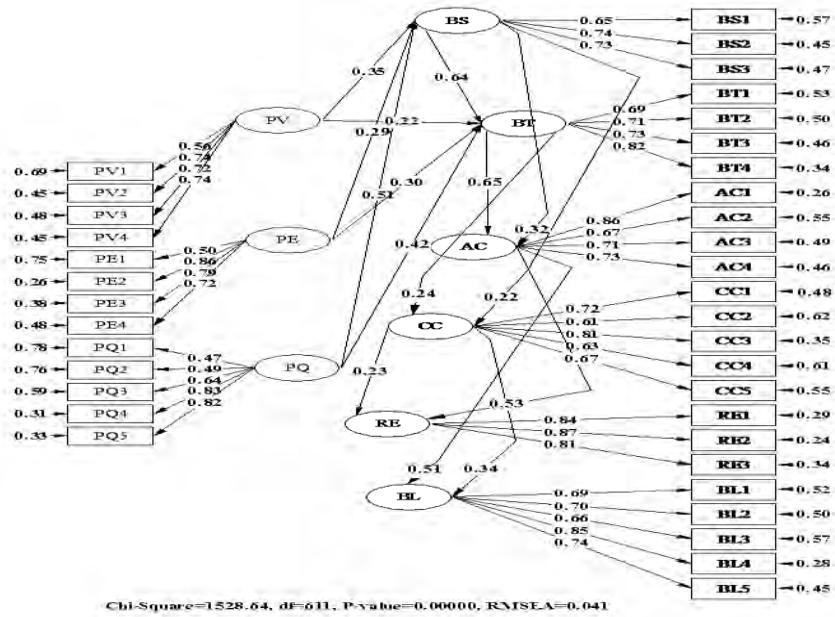 BS
0.65
BS1
0.57
0.74
BS2
0.45
0.73
BS3
0.47
0.35
0.64
BT1
0.53
0.69
PV
0.22
BT
0.71
BT2
0.50
0.29
0.73
BT3
0.46
0.82
BT4
0.34
0.56
0.69
PV1
0.74
0.45
PV2
0.72
0.48
PV3
0.74
0.45
PV4
0.30
0.51
0.65
0.86
AC1
0.26
0.67
AC2
0.55
0.32
0.71
AC3
0.49
0.73
AC4
0.46
PE
0.42
AC
0.50
0.75
PE1
0.86
0.26
PE2
0.79
0.38
PE3
0.72
0.48
PE4
0.24
0.22
0.72
CC1
0.48
0.61
CC2
0.62
CC
0.81
CC3
0.35
0.63
CC4
0.61
0.67
CC5
0.55
0.78
PQ1
0.47
0.76
PQ2
0.49
PQ
0.59
PQ3
0.64
0.31
PQ4
0.83
0.33
PQ5
0.82
0.23
0.53
RE
0.84
RE1
0.29
0.87
RE2
0.24
0.81
RE3
0.34
0.51
0.34
BL
0.69
BL1
0.52
0.70
BL2
0.50
0.66
BL3
0.57
0.85
BL4
0.28
0.74
BL5
0.45
Chi-Square=1528.64, df=611, P-value=0.00000, RMSEA=0.041